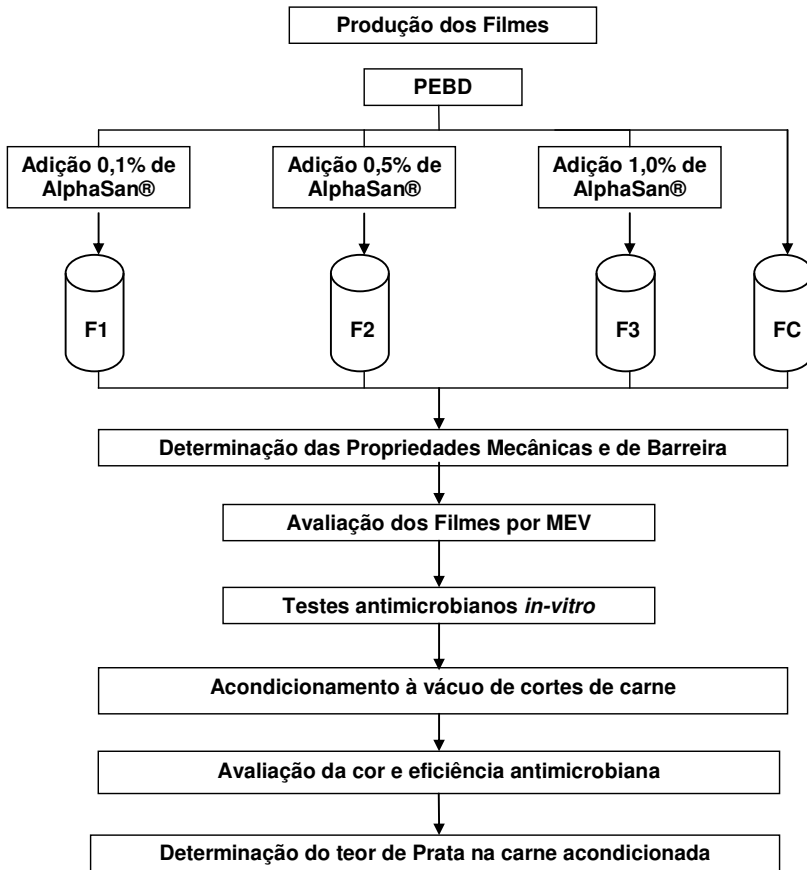 Produção dos Filmes
PEBD
Adição 0,1% de
AlphaSan®
Adição 0,5% de
AlphaSan®
Adição 1,0% de
AlphaSan®
F1
F2
F3
FC
Determinação das Propriedades Mecânicas e de Barreira
Avaliação dos Filmes por MEV
Testes antimicrobianos in-vitro
Acondicionamento à vácuo de cortes de carne
Avaliação da cor e eficiência antimicrobiana
Determinação do teor de Prata na carne acondicionada